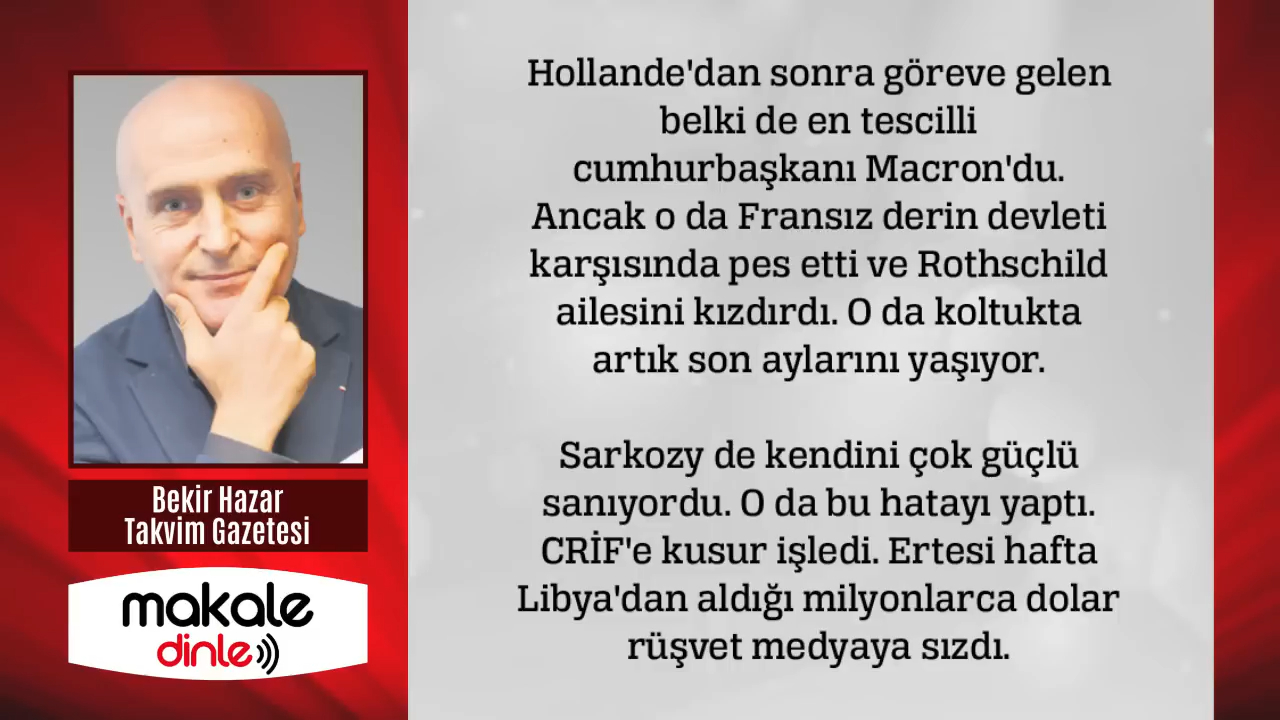 Hollande'dan sonra göreve gelen
belki de en tescilli
cumhurbaşkanı Macron'du.
Ancak o da Fransız derin devleti
karşısında pes etti ve Rothschild
ailesini kızdırdı. O da koltukta
artık son aylarını yaşıyor.
Sarkozy de kendini çok güçlü
sanıyordu. O da bu hatayı yaptı.
CRİF'e kusur işledi. Ertesi hafta
Libya'dan aldığı milyonlarca dolar
rüşvet medyaya sızdı.
Bekir Hazar
Takvim Gazetesi
makale
dinle